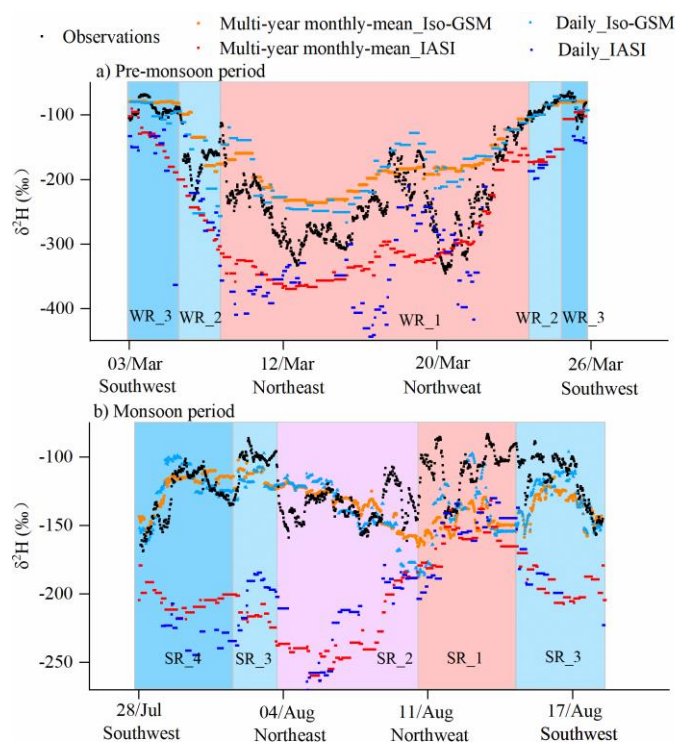 Observations
Multi-year monthly-mean_Iso-GSM
Daily_Iso-GSM
Multi-year monthly-mean_IASI
Daily_IASI
a) Pre-monsoon period
-100
-200
-300
-400
δ²H (‰)
WR_3
WR_2
WR_1
WR_2
WR_3
03/Mar
12/Mar
20/Mar
26/Mar
Southwest
Northeast
Northweat
Southwest
b) Monsoon period
-100
-150
-200
-250
δ²H (‰)
SR_4
SR_3
SR_2
SR_1
SR_3
28/Jul
04/Aug
11/Aug
17/Aug
Southwest
Northeast
Northweat
Southwest